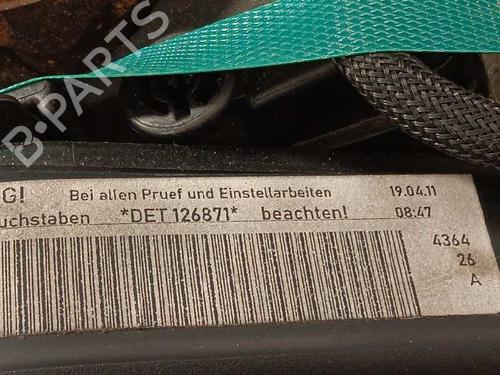 B·PARTS
G! Bei allen Pruef und Einstellarbeiten 19.04.11
uchstaben *DET 126871* beachten! 08:47
4364
26
A